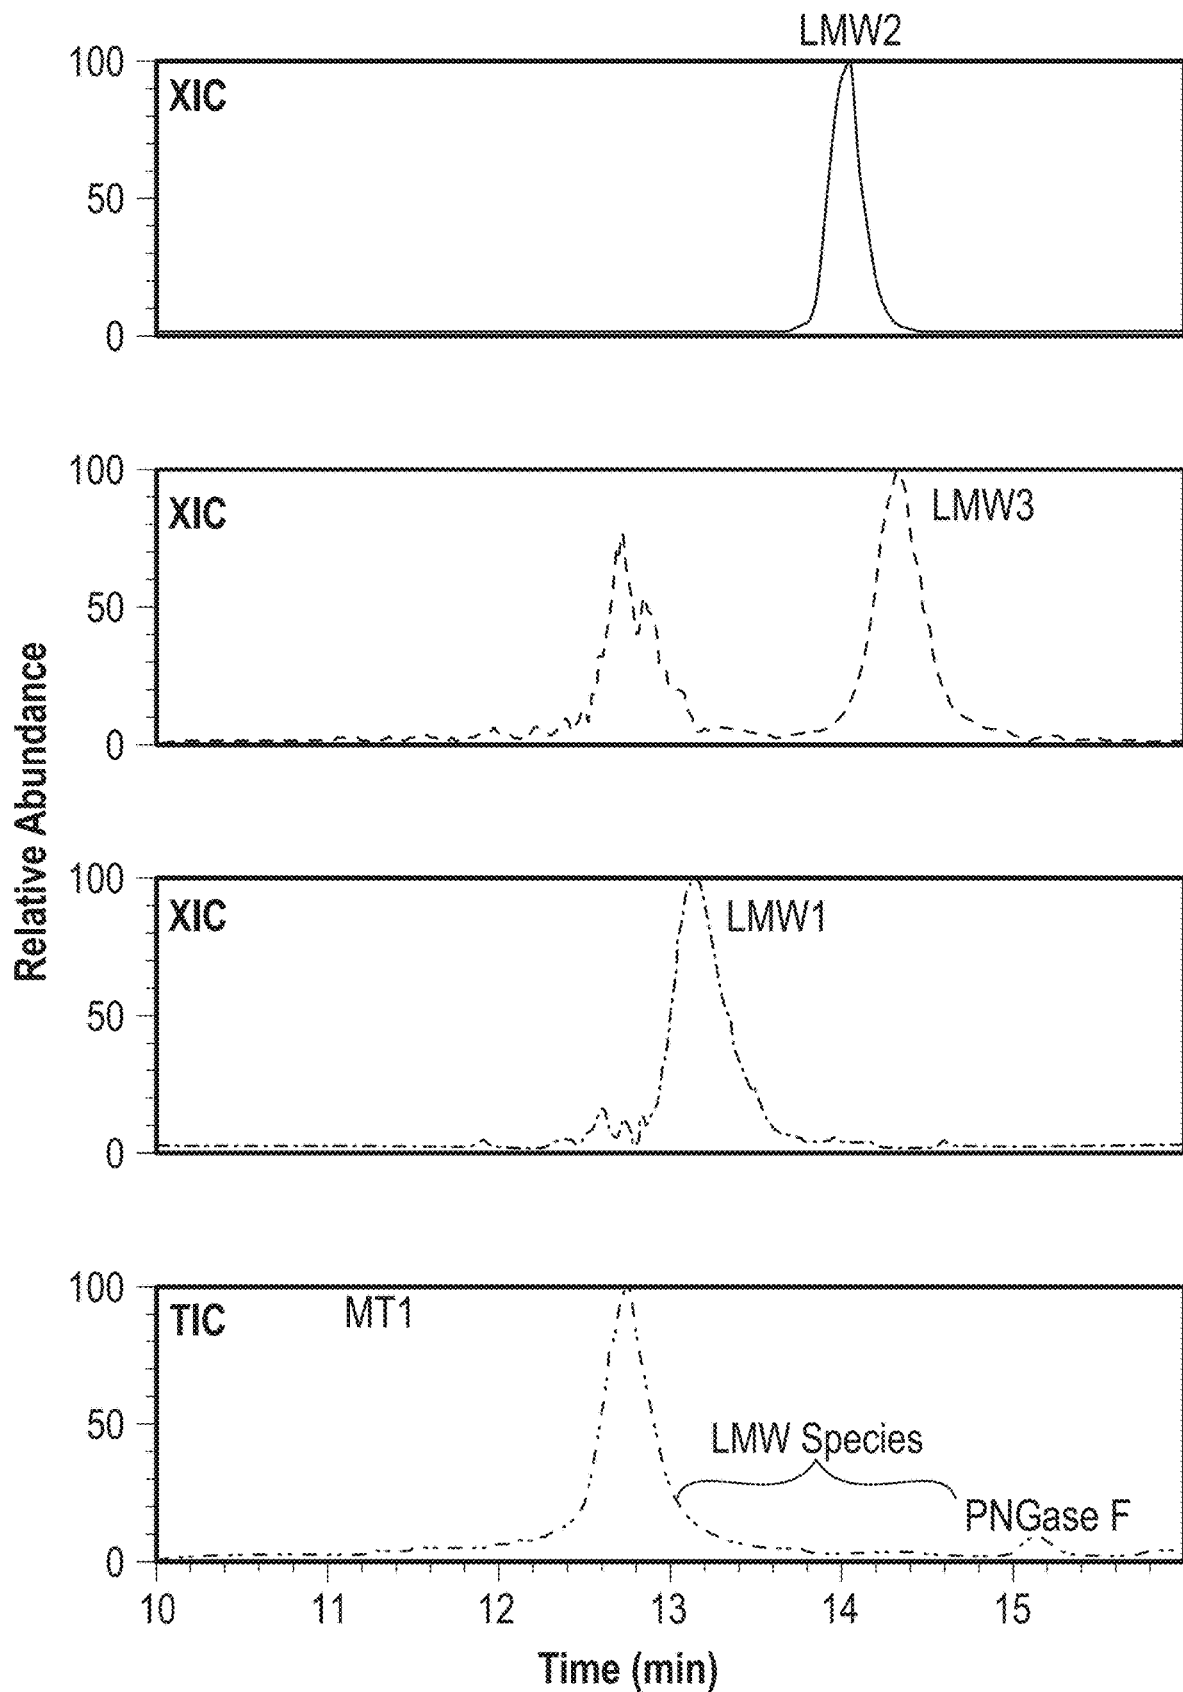 LMW2
100
XIC
50
0
100
XIC
LMW3
50
0
Relative Abundance
100
XIC
LMW1
50
0
100
TIC
MT1
50
LMW Species
PNGase F
0
10 11 12 13 14 15
Time (min)